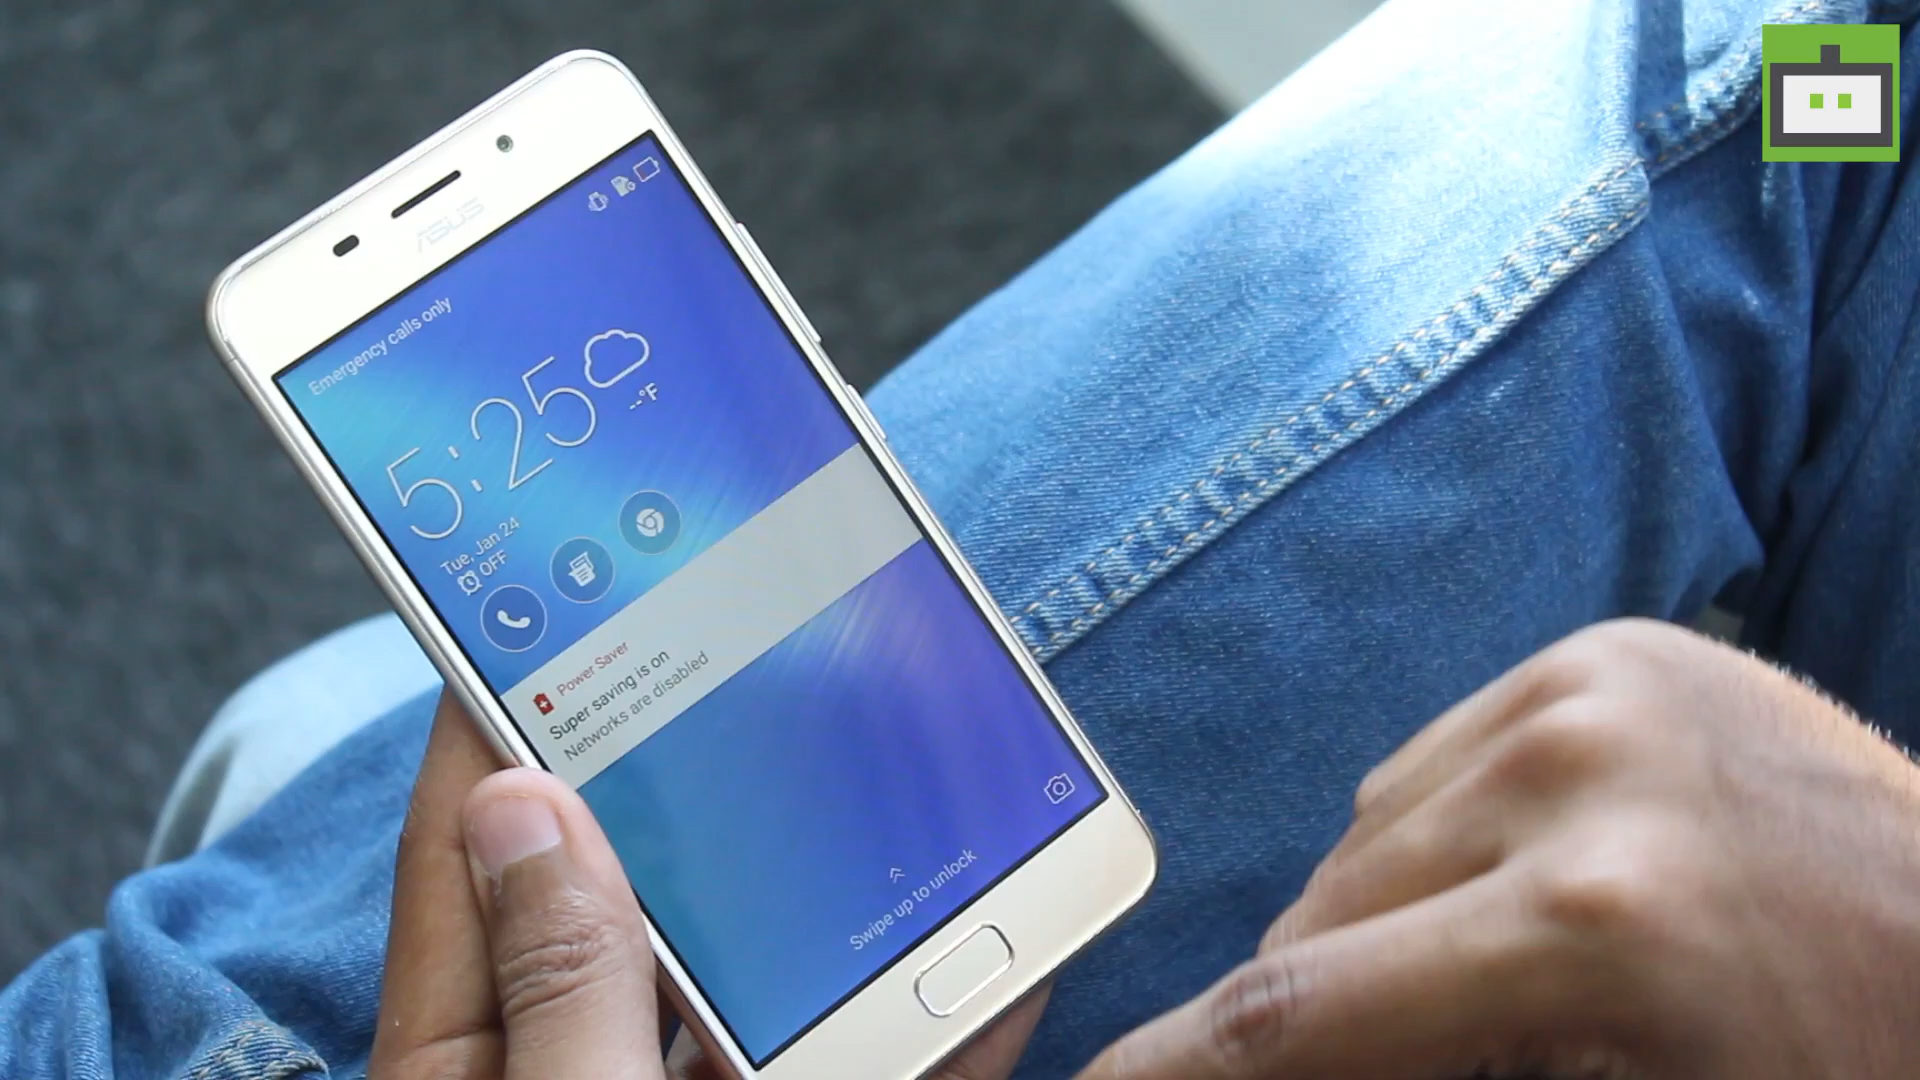 ASUS
Emergency calls only
5:25
--°F
Tue, Jan 24
OFF
Power Saver
Super saving is on
Networks are disabled
Swipe up to unlock